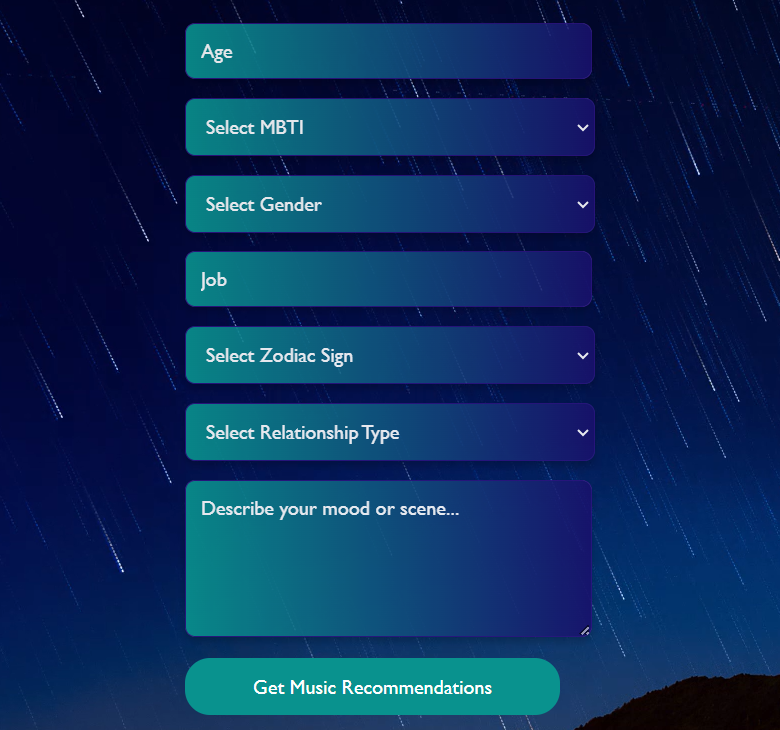 Age
Select MBTI
Select Gender
Job
Select Zodiac Sign
Select Relationship Type
Describe your mood or scene...
Get Music Recommendations